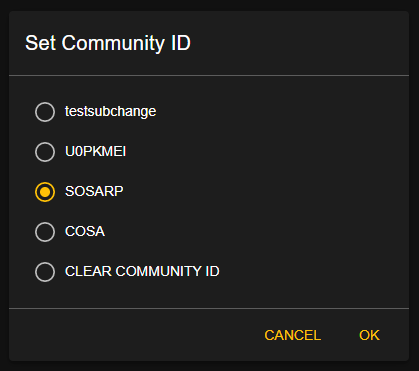 Set Community ID
testsubchange
U0PKMEI
SOSARP
COSA
CLEAR COMMUNITY ID
CANCEL OK